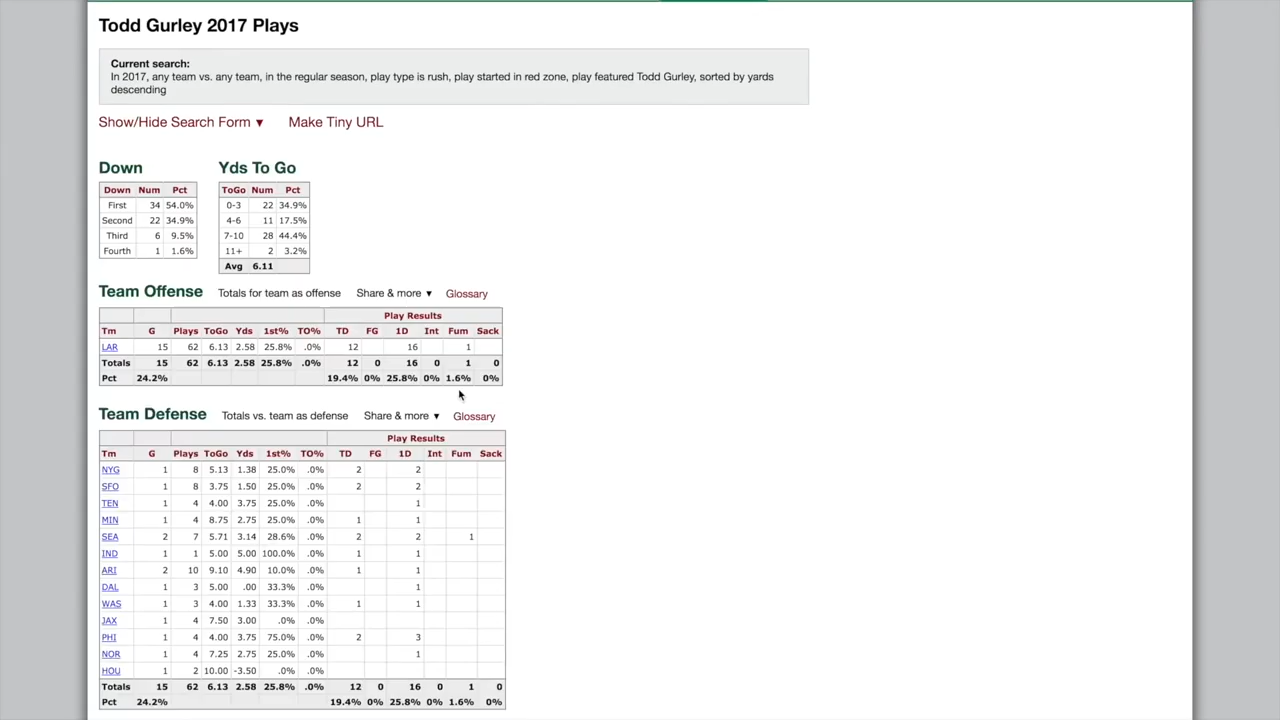 Todd Gurley 2017 Plays
Current search:
In 2017, any team vs. any team, in the regular season, play type is rush, play started in red zone, play featured Todd Gurley, sorted by yards
descending
Show/Hide Search Form ▼ Make Tiny URL
Down Yds To Go
Down Num Pct ToGo Num Pct
First 34 54.0% 0-3 22 34.9%
Second 22 34.9% 4-6 11 17.5%
Third 6 9.5% 7-10 28 44.4%
Fourth 1 1.6% 11+ 2 3.2%
Avg 6.11
Team Offense Totals for team as offense Share & more ▼ Glossary
Play Results
Tm G Plays ToGo Yds 1st% TO% TD FG 1D Int Fum Sack
LAR 15 62 6.13 2.58 25.8% .0% 12 16 1
Totals 15 62 6.13 2.58 25.8% .0% 12 0 16 0 1 0
Pct 24.2% 19.4% 0% 25.8% 0% 1.6% 0%
Team Defense Totals vs. team as defense Share & more ▼ Glossary
Play Results
Tm G Plays ToGo Yds 1st% TO% TD FG 1D Int Fum Sack
NYG 1 8 5.13 1.38 25.0% .0% 2 2
SFO 1 8 3.75 1.50 25.0% .0% 2 2
TEN 1 4 4.00 3.75 25.0% .0% 1
MIN 1 4 8.75 2.75 25.0% .0% 1 1
SEA 2 7 5.71 3.14 28.6% .0% 2 2 1
IND 1 1 5.00 5.00 100.0% .0% 1 1
ARI 2 10 9.10 4.90 10.0% .0% 1 1
DAL 1 3 5.00 .00 33.3% .0% 1
WAS 1 3 4.00 1.33 33.3% .0% 1 1
JAX 1 4 7.50 3.00 .0% .0%
PHI 1 4 4.00 3.75 75.0% .0% 2 3
NOR 1 4 7.25 2.75 25.0% .0% 1
HOU 1 2 10.00 -3.50 .0% .0%
Totals 15 62 6.13 2.58 25.8% .0% 12 0 16 0 1 0
Pct 24.2% 19.4% 0% 25.8% 0% 1.6% 0%